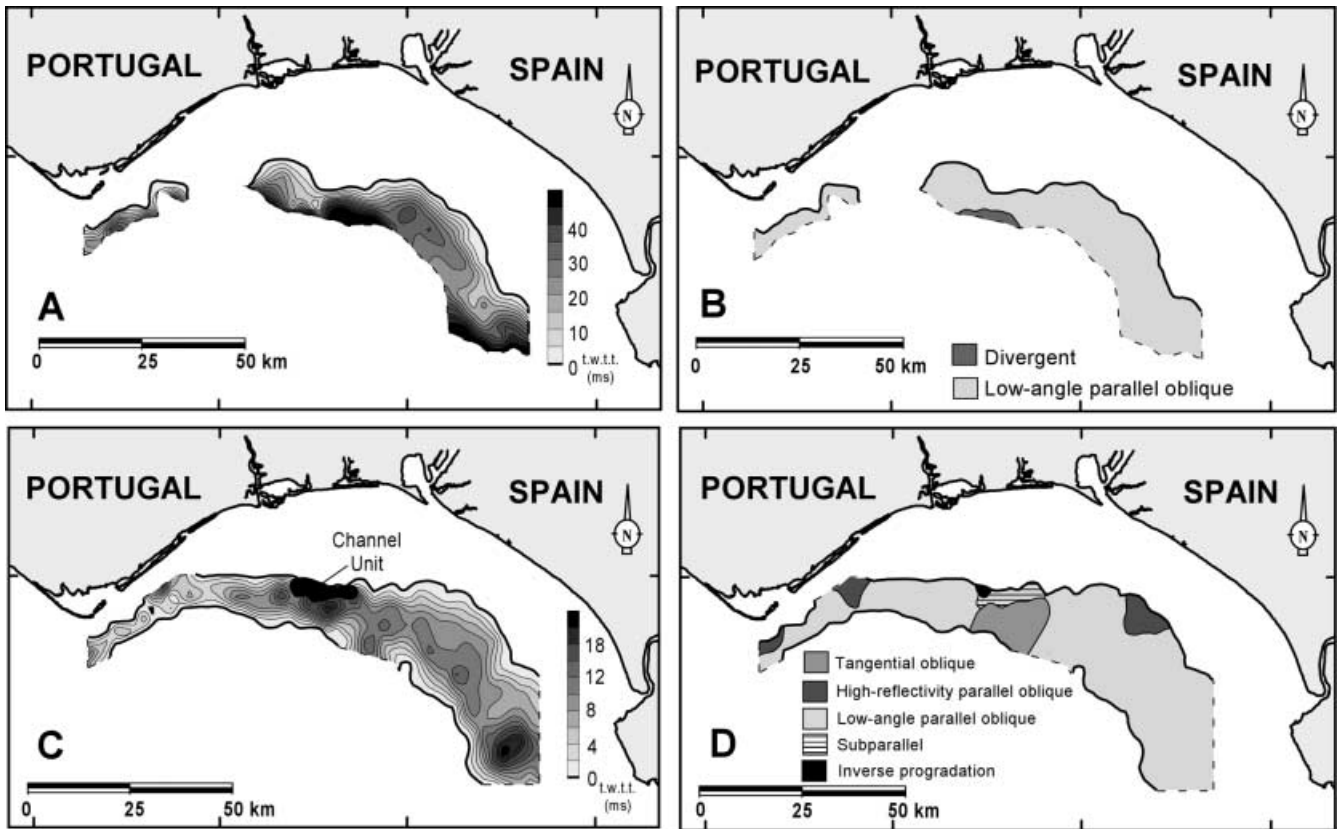 PORTUGAL
SPAIN
N
A
40
30
20
10
0
t.w.t.t.
(ms)
0
25
50 km
PORTUGAL
SPAIN
N
B
0
25
50 km
Divergent
Low-angle parallel oblique
PORTUGAL
SPAIN
N
Channel
Unit
C
18
12
8
4
0
t.w.t.t.
(ms)
0
25
50 km
PORTUGAL
SPAIN
N
D
Tangential oblique
High-reflectivity parallel oblique
Low-angle parallel oblique
Subparallel
Inverse progradation
0
25
50 km